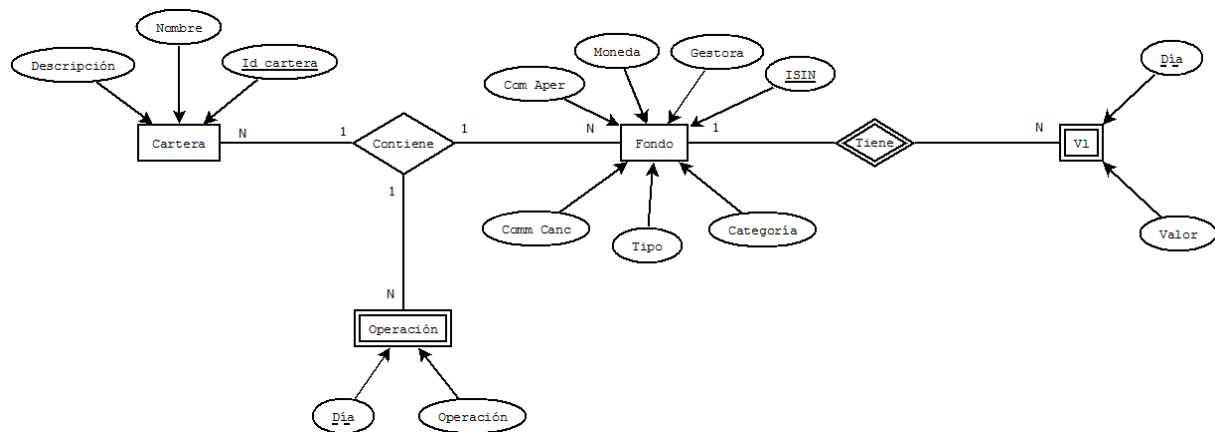 Nombre
Descripción
Id cartera
Moneda
Gestora
ISIN
Com Aper
Día
N
1
1
N
1
N
Cartera
Contiene
Fondo
Tiene
Vl
1
Comm Canc
Tipo
Categoría
Valor
N
Operación
Día
Operación